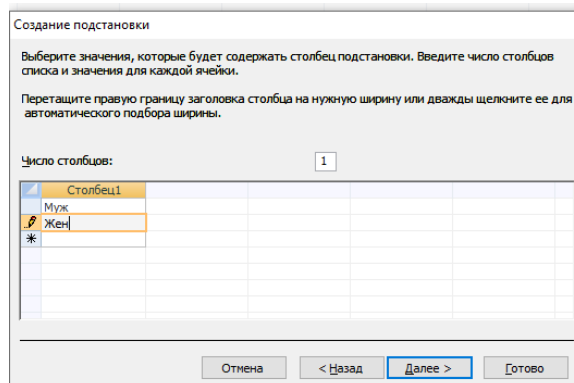 Создание подстановки
Выберите значения, которые будет содержать столбец подстановки. Введите число столбцов
списка и значения для каждой ячейки.
Перетащите правую границу заголовка столбца на нужную ширину или дважды щелкните ее для
автоматического подбора ширины.
Число столбцов: 1
Столбец1
Муж
Жен
Отмена < Назад Далее > Готово